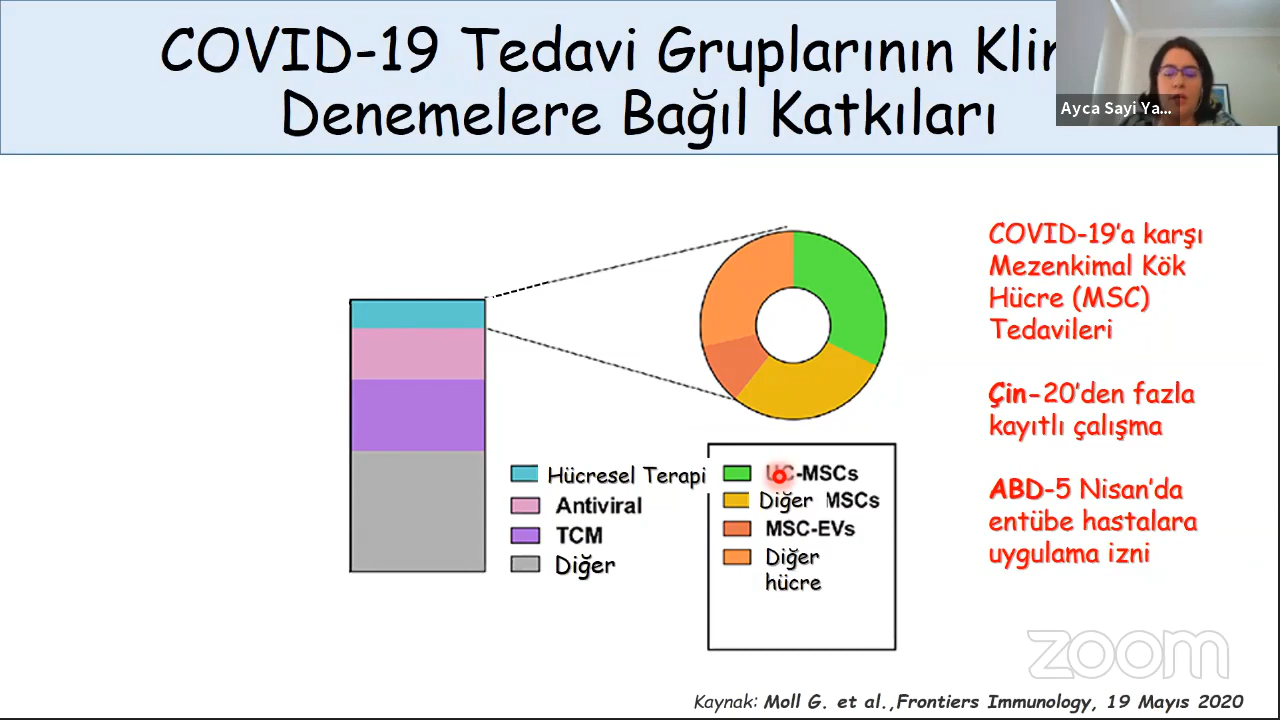 COVID-19 Tedavi Gruplarının
Denemelere Bağıl Katkıları
Ayca Sayi Ya...
COVID-19’a karşı
Mezenkimal Kök
Hücre (MSC)
Tedavileri
Çin-20’den fazla
kayıtlı çalışma
ABD-5 Nisan’da
entübe hastalara
uygulama izni
Hücresel Terapi
Antiviral
TCM
Diğer
UC-MSCs
Diğer MSCs
MSC-EVs
Diğer
hücre
zoom
Kaynak: Moll G. et al.,Frontiers Immunology, 19 Mayıs 2020